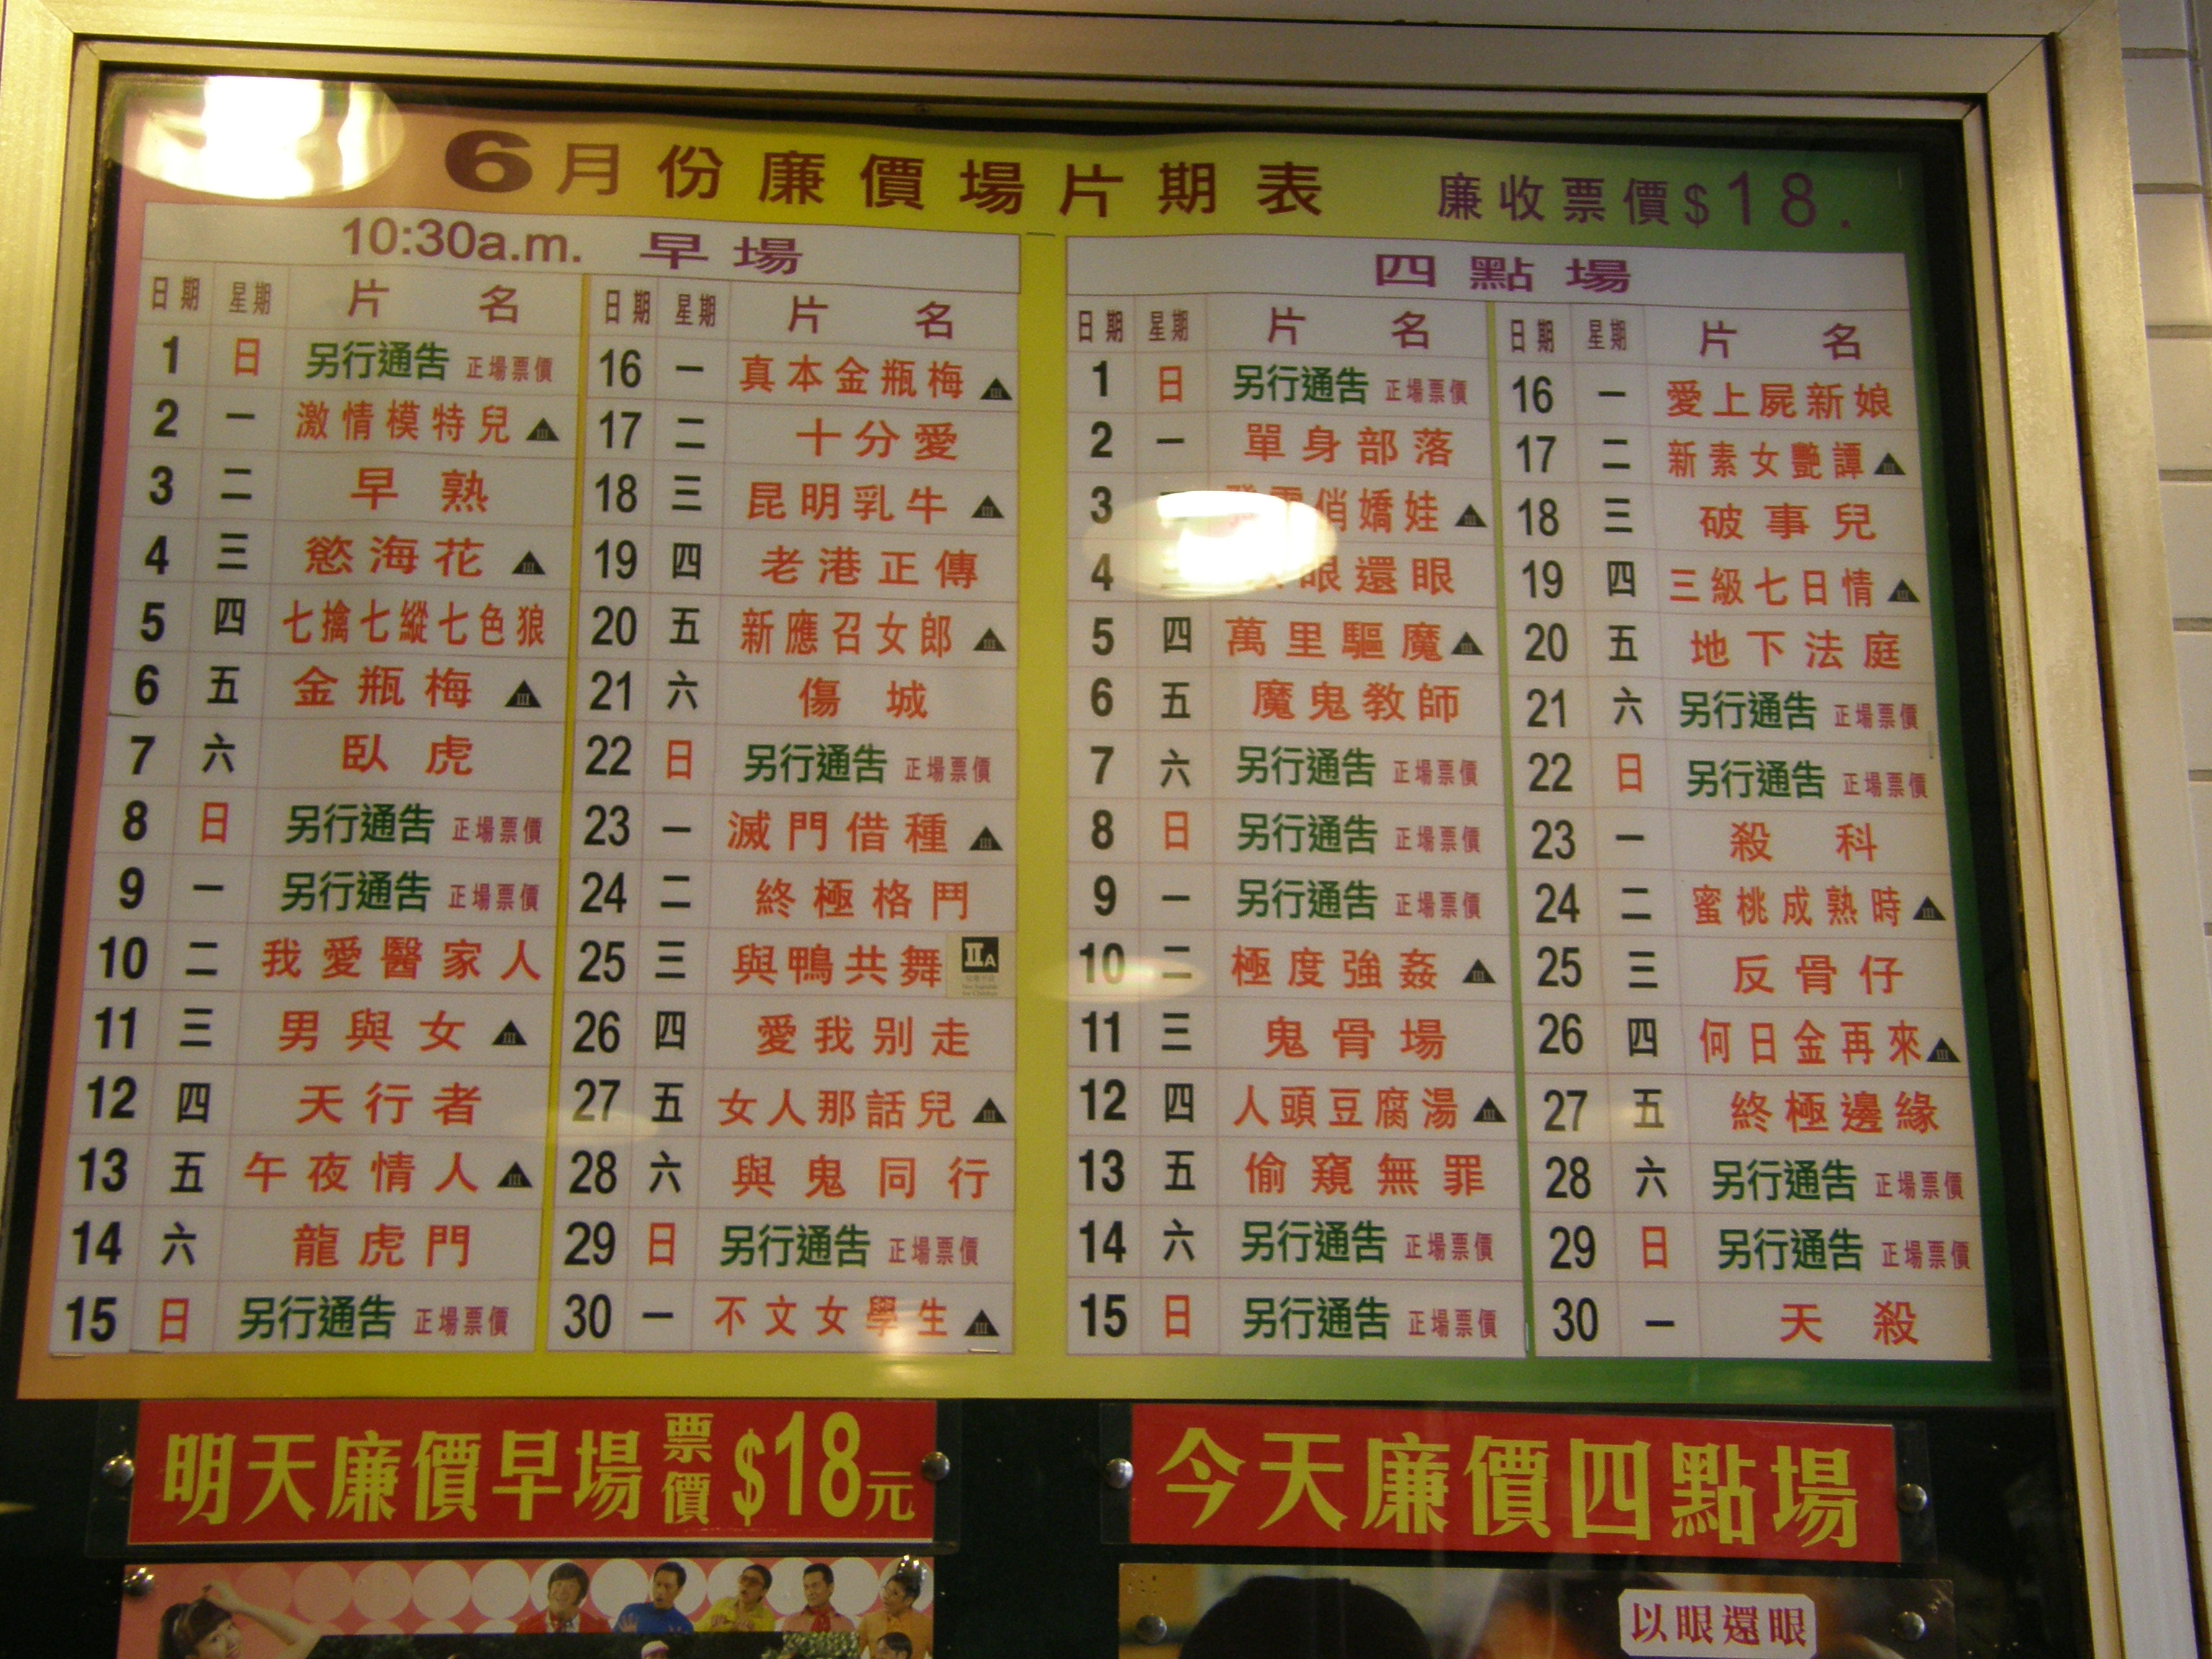 6月份廉價場片期表 廉收票價$18.
10:30a.m. 早場
日期 星期 片名 日期 星期 片名
1 日 另行通告 正場票價 16 一 真本金瓶梅 III
2 一 激情模特兒 III 17 二 十分愛
3 二 早熟 18 三 昆明乳牛 III
4 三 慾海花 III 19 四 老港正傳
5 四 七擒七縱七色狼 20 五 新應召女郎 III
6 五 金瓶梅 III 21 六 傷城
7 六 臥虎 22 日 另行通告 正場票價
8 日 另行通告 正場票價 23 一 滅門借種 III
9 一 另行通告 正場票價 24 二 終極格鬥
10 二 我愛醫家人 25 三 與鴨共舞 IIA
11 三 男與女 III 26 四 愛我別走
12 四 天行者 27 五 女人那話兒 III
13 五 午夜情人 III 28 六 與鬼同行
14 六 龍虎門 29 日 另行通告 正場票價
15 日 另行通告 正場票價 30 一 不文女學生 III
四點場
日期 星期 片名 日期 星期 片名
1 日 另行通告 正場票價 16 一 愛上屍新娘
2 一 單身部落 17 二 新素女艷譚 III
3 俏嬌娃 III 18 三 破事兒
4 眼還眼 19 四 三級七日情 III
5 四 萬里驅魔 III 20 五 地下法庭
6 五 魔鬼教師 21 六 另行通告 正場票價
7 六 另行通告 正場票價 22 日 另行通告 正場票價
8 日 另行通告 正場票價 23 一 殺科
9 一 另行通告 正場票價 24 二 蜜桃成熟時 III
10 二 極度強姦 III 25 三 反骨仔
11 三 鬼骨場 26 四 何日金再來 III
12 四 人頭豆腐湯 III 27 五 終極邊緣
13 五 偷窺無罪 28 六 另行通告 正場票價
14 六 另行通告 正場票價 29 日 另行通告 正場票價
15 日 另行通告 正場票價 30 一 天殺
明天廉價早場票價$18元
今天廉價四點場
以眼還眼